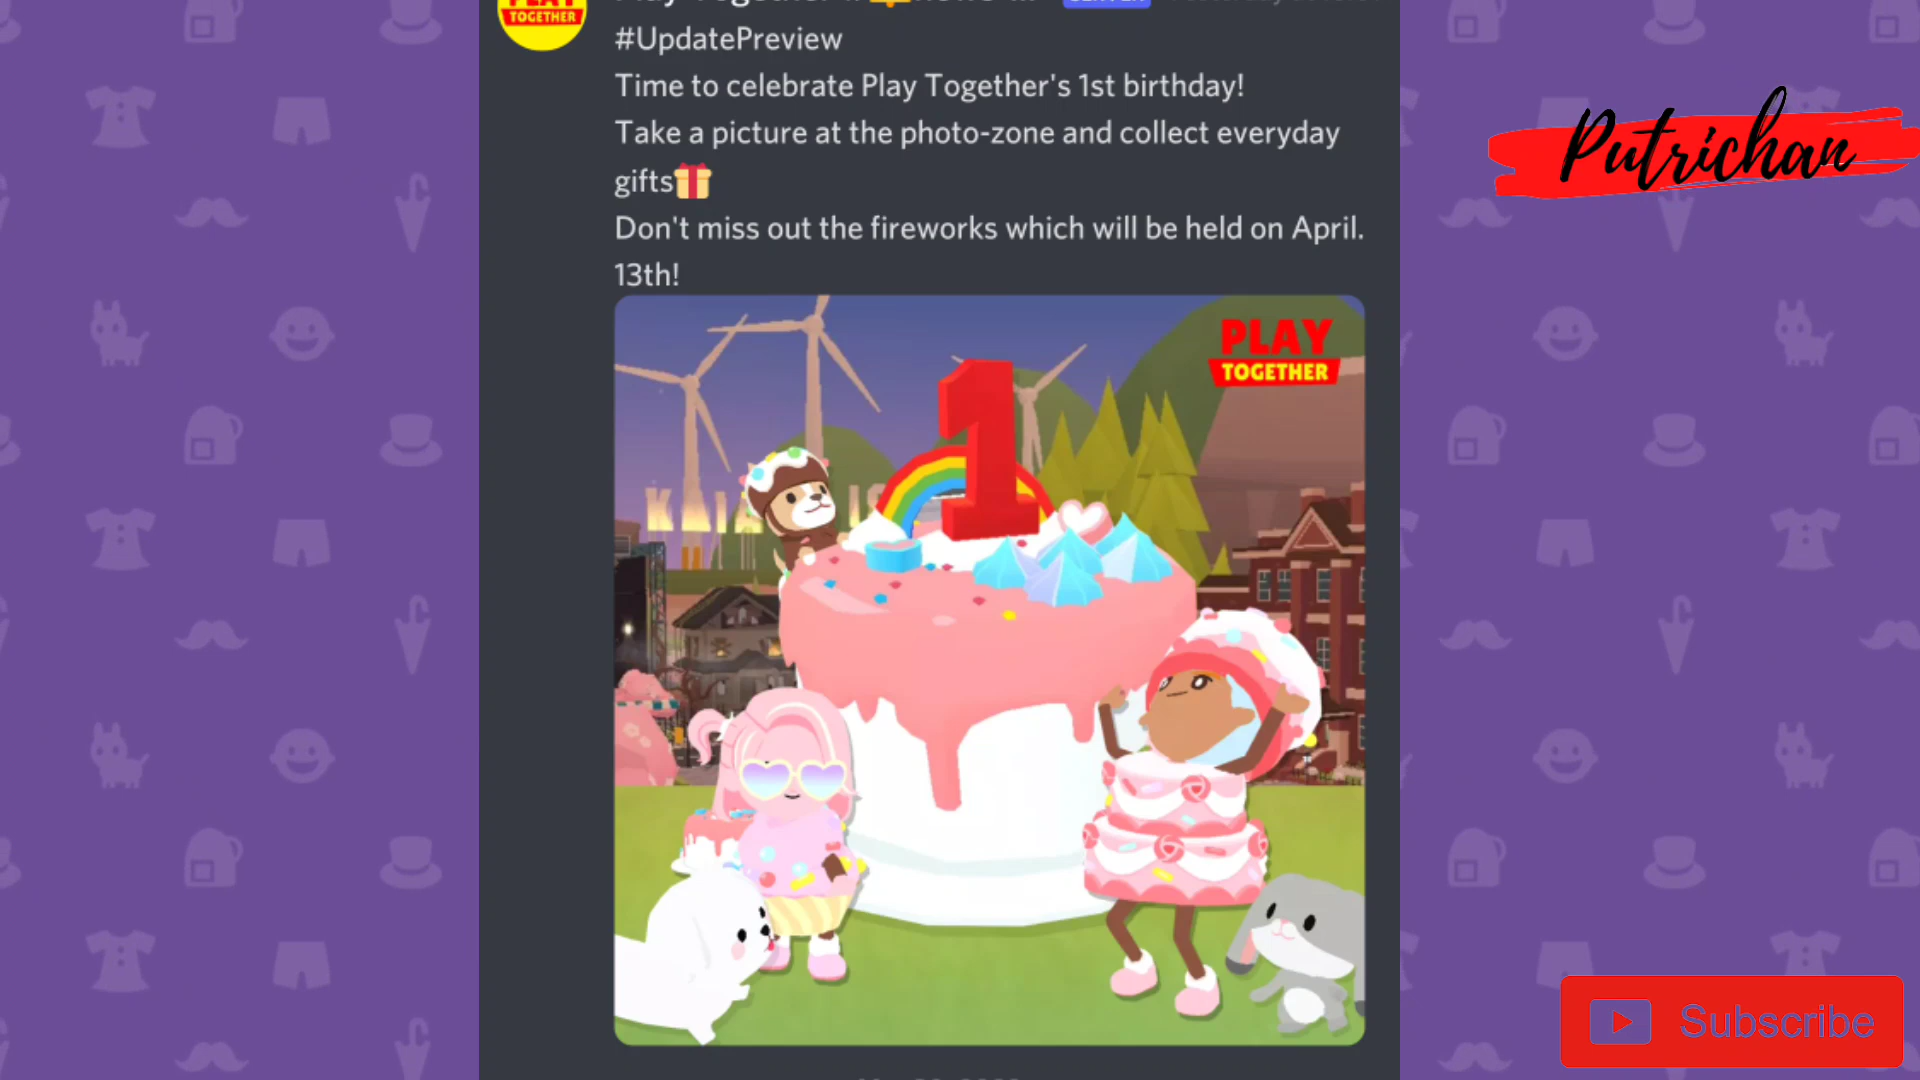 TOGETHER
#UpdatePreview
Time to celebrate Play Together's 1st birthday!
Take a picture at the photo-zone and collect everyday
gifts
Don't miss out the fireworks which will be held on April.
13th!
Putrichan
PLAY
TOGETHER
1
Subscribe